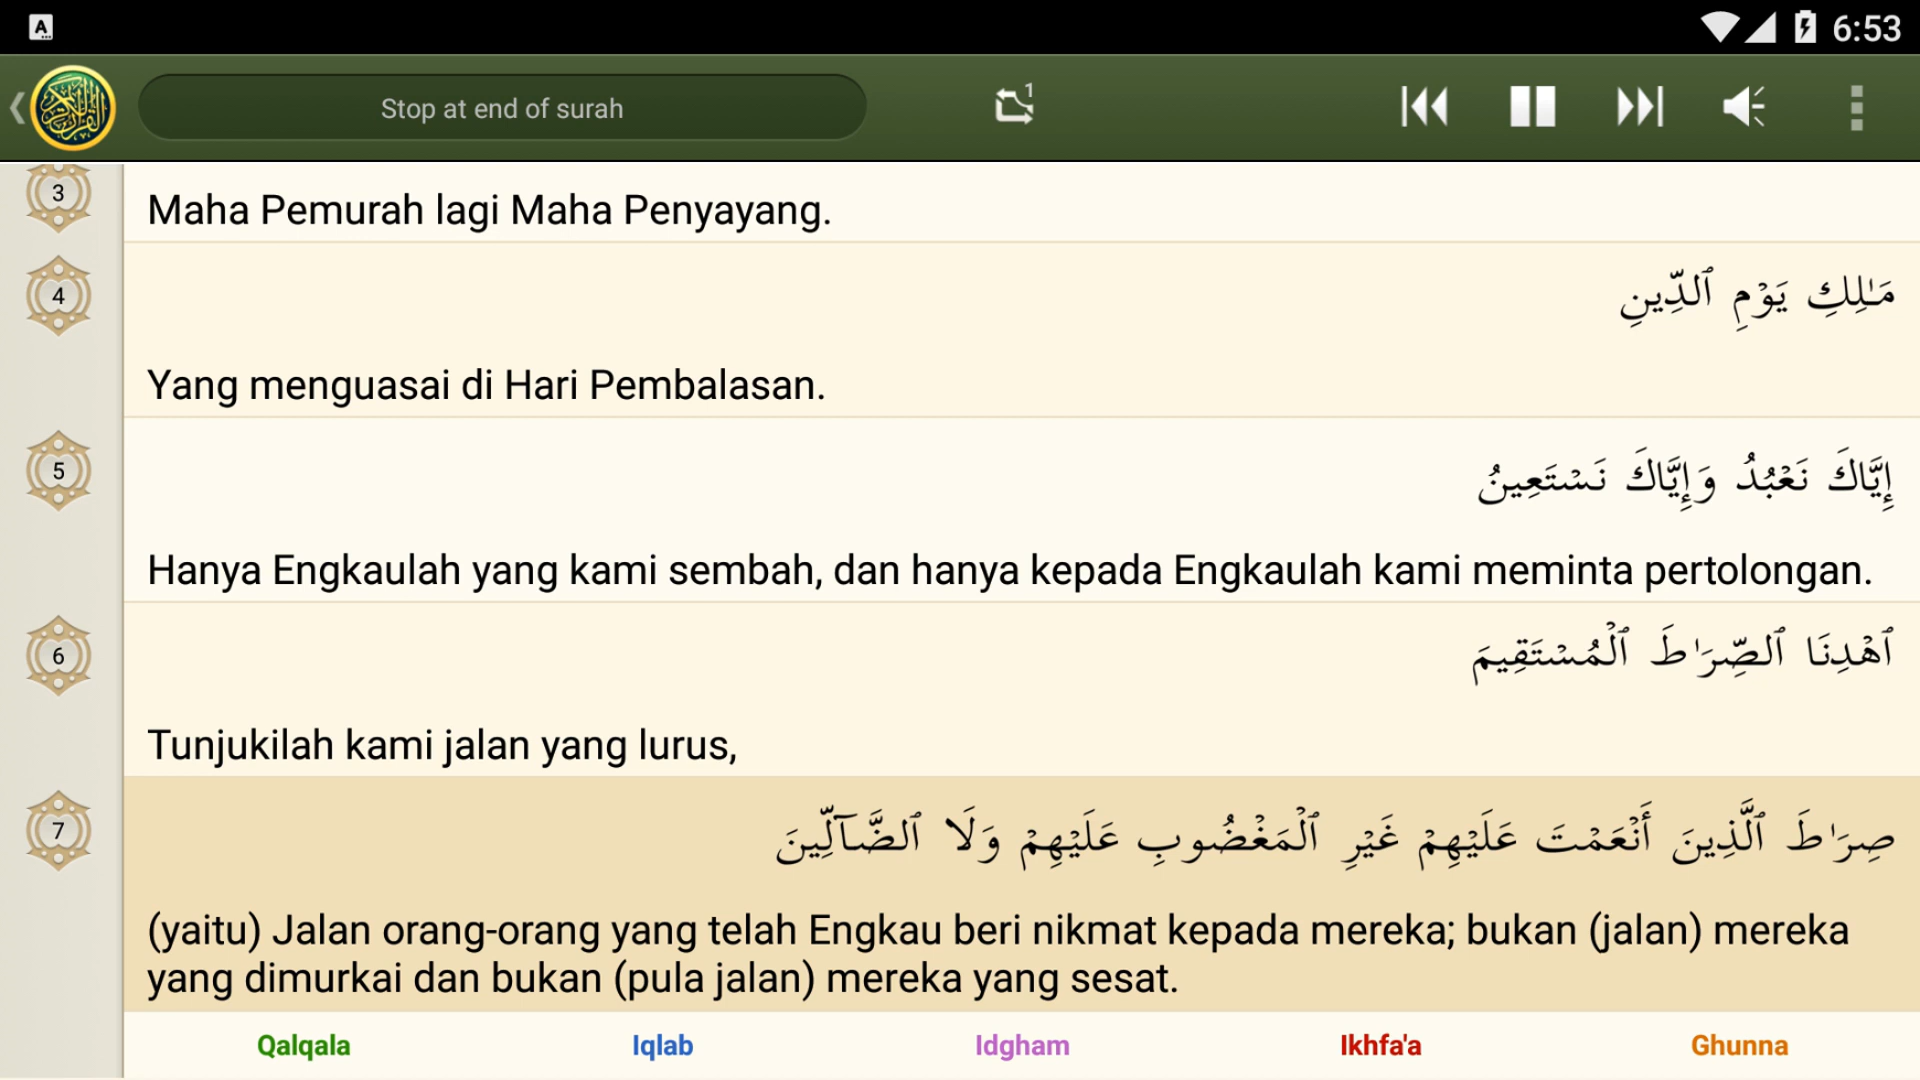 6:53
Stop at end of surah
1
3
Maha Pemurah lagi Maha Penyayang.
4
مَـٰلِكِ يَوْمِ ٱلدِّينِ
Yang menguasai di Hari Pembalasan.
5
إِيَّاكَ نَعْبُدُ وَإِيَّاكَ نَسْتَعِينُ
Hanya Engkaulah yang kami sembah, dan hanya kepada Engkaulah kami meminta pertolongan.
6
ٱهْدِنَا ٱلصِّرَٰطَ ٱلْمُسْتَقِيمَ
Tunjukilah kami jalan yang lurus,
7
صِرَٰطَ ٱلَّذِينَ أَنْعَمْتَ عَلَيْهِمْ غَيْرِ ٱلْمَغْضُوبِ عَلَيْهِمْ وَلَا ٱلضَّآلِّينَ
(yaitu) Jalan orang-orang yang telah Engkau beri nikmat kepada mereka; bukan (jalan) mereka
yang dimurkai dan bukan (pula jalan) mereka yang sesat.
Qalqala Iqlab Idgham Ikhfa'a Ghunna